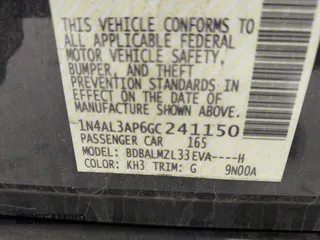 THIS VEHICLE CONFORMS TO
ALL APPLICABLE FEDERAL
MOTOR VEHICLE SAFETY,
BUMPER, AND THEFT
PREVENTION STANDARDS IN
EFFECT ON THE DATE OF
MANUFACTURE SHOWN ABOVE.
1N4AL3AP6GC241150
PASSENGER CAR 165
MODEL: BDBALMZL33EVA----H
COLOR: KH3 TRIM: G 9N00A